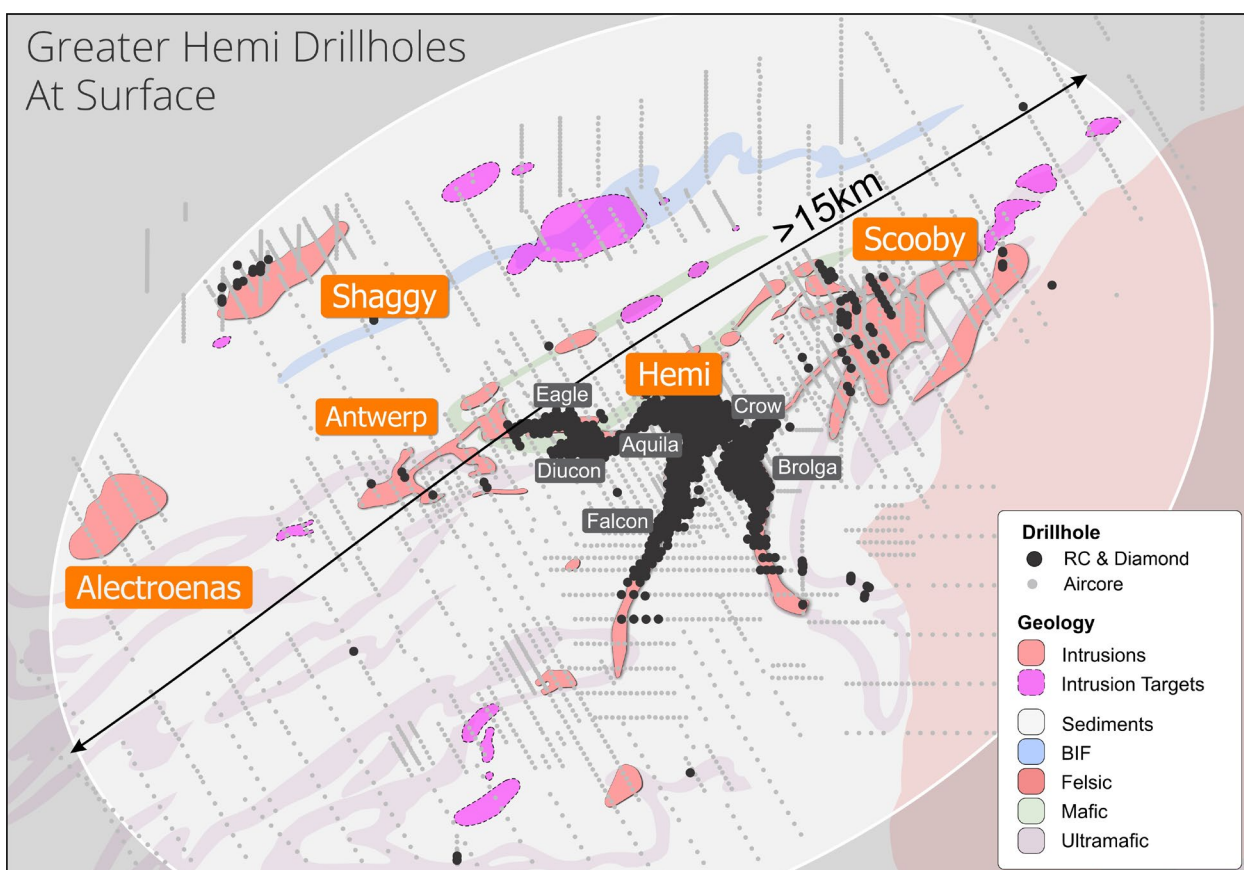 Greater Hemi Drillholes
At Surface
>15km
Scooby
Shaggy
Hemi
Eagle
Crow
Antwerp
Aquila
Diucon
Brolga
Falcon
Alectroenas
Drillhole
RC & Diamond
Aircore
Geology
Intrusions
Intrusion Targets
Sediments
BIF
Felsic
Mafic
Ultramafic